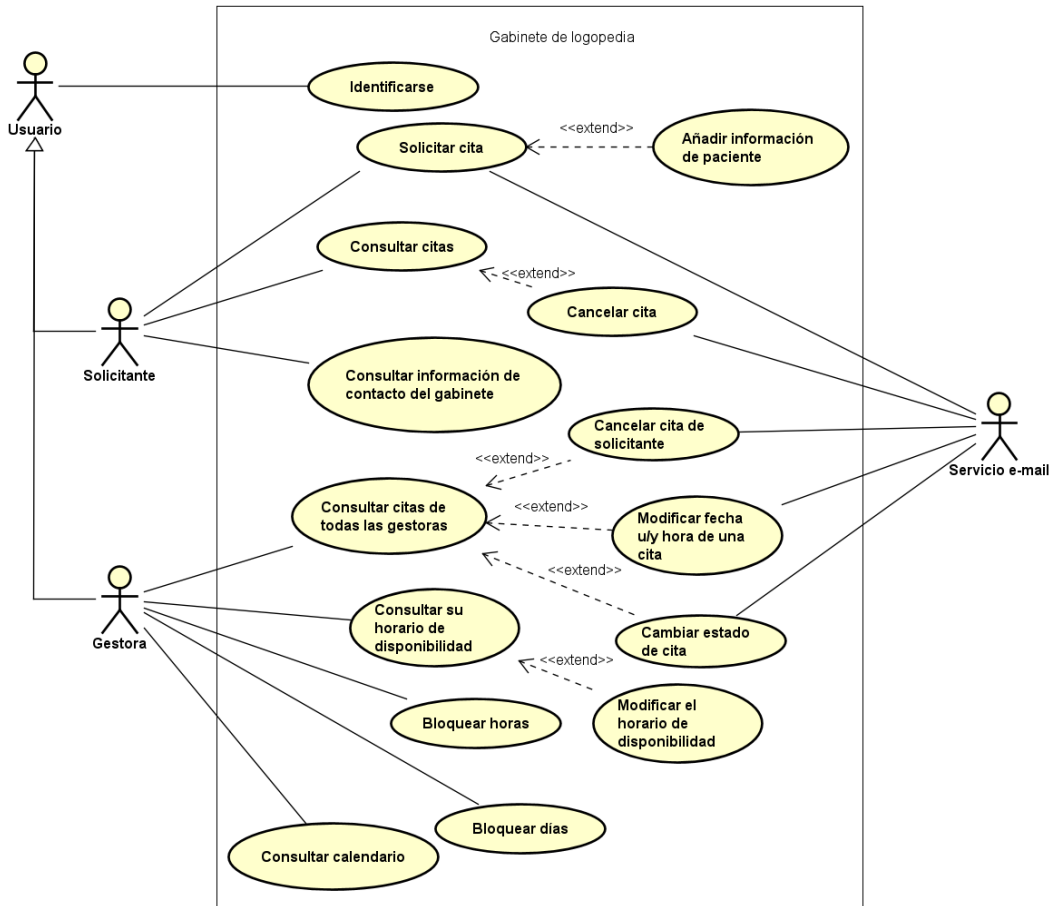 Gabinete de logopedia
Usuario
Identificarse
Solicitar cita
<<extend>>
Añadir información
de paciente
Consultar citas
<<extend>>
Cancelar cita
Solicitante
Consultar información de
contacto del gabinete
Cancelar cita de
solicitante
Servicio e-mail
<<extend>>
Consultar citas de
todas las gestoras
<<extend>>
Modificar fecha
u/y hora de una
cita
<<extend>>
Gestora
Consultar su
horario de
disponibilidad
Cambiar estado
de cita
<<extend>>
Bloquear horas
Modificar el
horario de
disponibilidad
Bloquear días
Consultar calendario